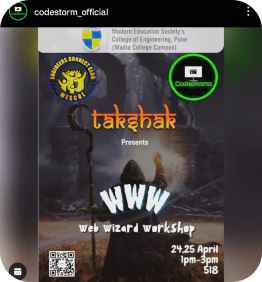 codestorm_official
Modern Education Society's
College of Engineering, Pune
(Wadia College Campus)
ENGINEERS CONNECT CLUB
MESCOE
CodeStorm
takshak
Presents
WWW
Web Wizard Workshop
24,25 April
1pm-3pm
518